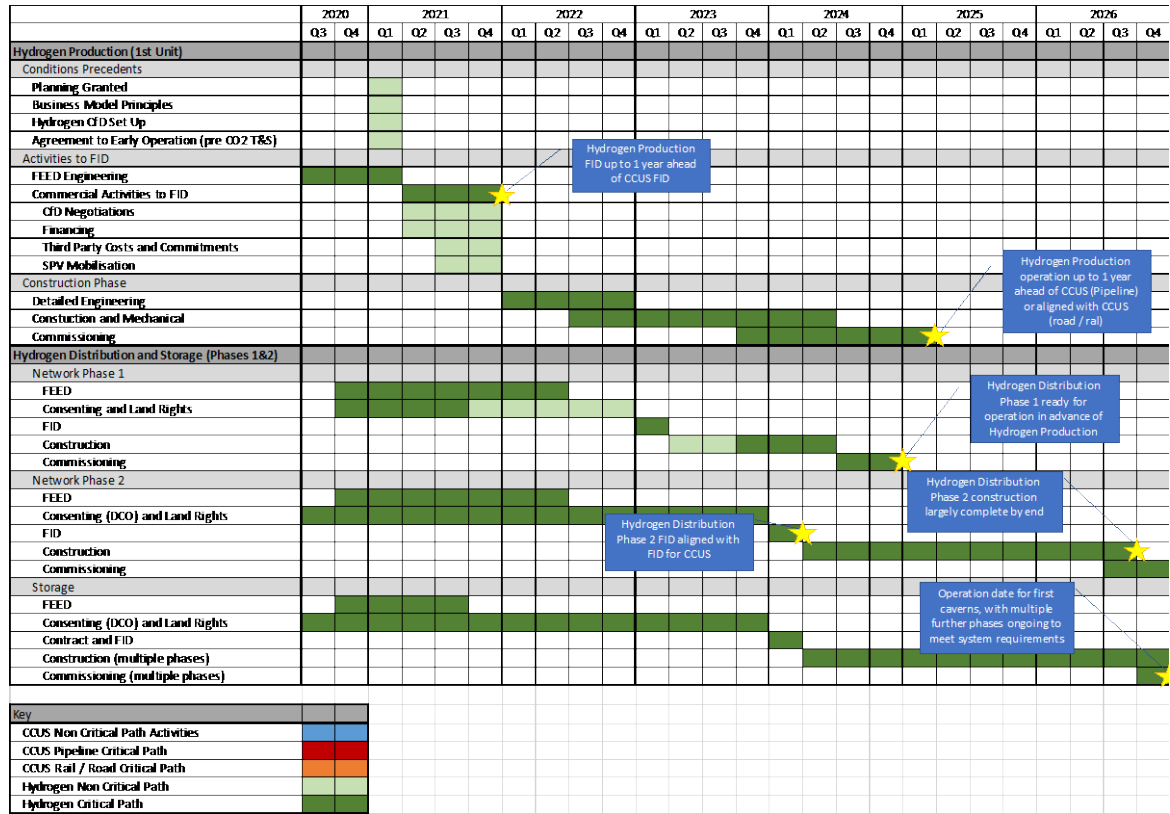 2020 2021 2022 2023 2024 2025 2026
Q3 Q4 Q1 Q2 Q3 Q4 Q1 Q2 Q3 Q4 Q1 Q2 Q3 Q4 Q1 Q2 Q3 Q4 Q1 Q2 Q3 Q4 Q1 Q2 Q3 Q4
Hydrogen Production (1st Unit)
Conditions Precedents
Planning Granted
Business Model Principles
Hydrogen CfD Set Up
Agreement to Early Operation (pre CO2 T&S)
Activities to FID
FEED Engineering
Commercial Activities to FID
CfD Negotiations
Financing
Third Party Costs and Commitments
SPV Mobilisation
Construction Phase
Detailed Engineering
Constuction and Mechanical
Commissioning
Hydrogen Production
FID up to 1 year ahead
of CCUS FID
Hydrogen Production
operation up to 1 year
ahead of CCUS (Pipeline)
or aligned with CCUS
(road / ral)
Hydrogen Distribution and Storage (Phases 1&2)
Network Phase 1
FEED
Consenting and Land Rights
FID
Construction
Commissioning
Hydrogen Distribution
Phase 1 ready for
operation in advance of
Hydrogen Production
Network Phase 2
FEED
Consenting (DCO) and Land Rights
FID
Construction
Commissioning
Hydrogen Distribution
Phase 2 FID aligned with
FID for CCUS
Hydrogen Distribution
Phase 2 construction
largely complete by end
Storage
FEED
Consenting (DCO) and Land Rights
Contract and FID
Construction (multiple phases)
Commissioning (multiple phases)
Operation date for first
caverns, with multiple
further phases ongoing to
meet system requirements
Key
CCUS Non Critical Path Activities
CCUS Pipeline Critical Path
CCUS Rail / Road Critical Path
Hydrogen Non Critical Path
Hydrogen Critical Path